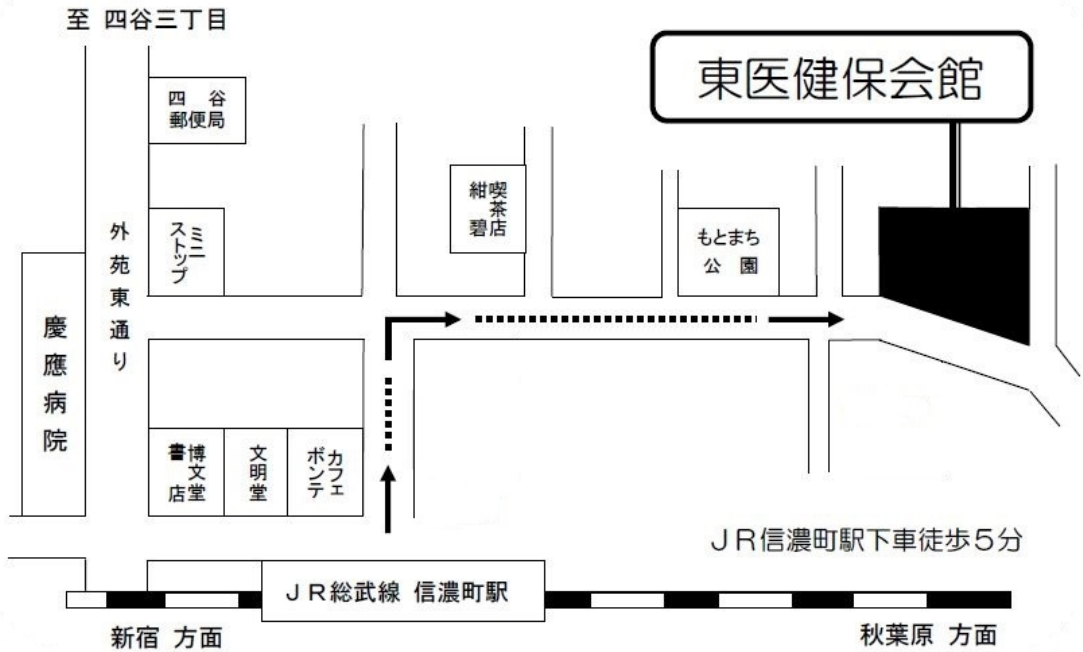 至 四谷三丁目
東医健保会館
四 谷
郵便局
喫茶店
紺 碧
ミニ
ストップ
もとまち
公 園
外苑東通り
慶應病院
博文堂
書店
文明堂
カフェ
ボンテ
JR信濃町駅下車徒歩5分
JR総武線 信濃町駅
新宿 方面
秋葉原 方面